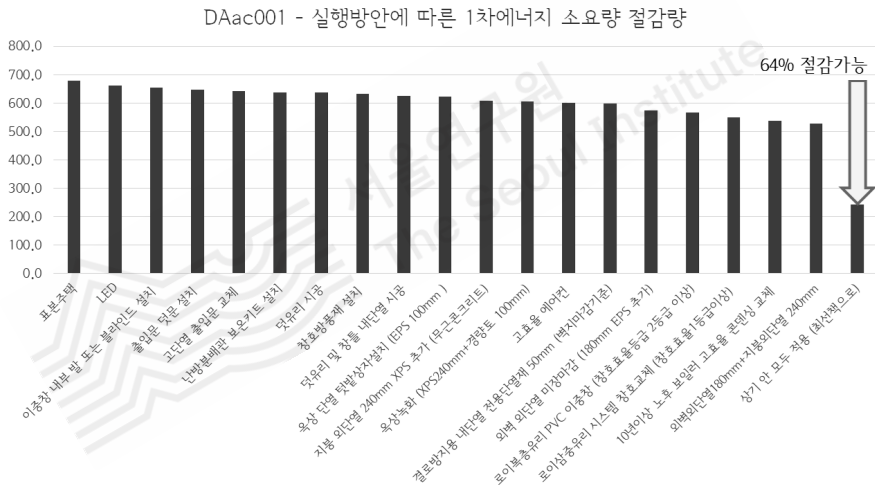 DAac001 - 실행방안에 따른 1차에너지 소요량 절감량
800.0
700.0
600.0
500.0
400.0
300.0
200.0
100.0
0.0
64% 절감가능
표본주택
LED
이중창 내부 발 또는 블라인드 설치
출입문 덧문 설치
고단열 출입문 교체
난방분배관 보온키트 설치
덧유리 시공
창호방풍재 설치
덧유리 및 창틀 내단열 시공
옥상 단열 텃밭상자설치 (EPS 100mm )
지붕 외단열 240mm XPS 추가 (무근콘크리트)
옥상녹화 (XPS240mm+경량토 100mm)
고효율 에어컨
결로방지용 내단열 전용단열재 50mm (벽지마감기준)
외벽 외단열 미장마감 (180mm EPS 추가)
로이복층유리 PVC 이중창 (창호효율등급 2등급 이상)
로이삼중유리 시스템 창호교체 (창호효율1등급이상)
10년이상 노후 보일러 고효율 콘덴싱 교체
외벽외단열180mm+지붕외단열 240mm
상기 안 모두 적용 (최선책으로)
서울연구원
The Seoul Institute